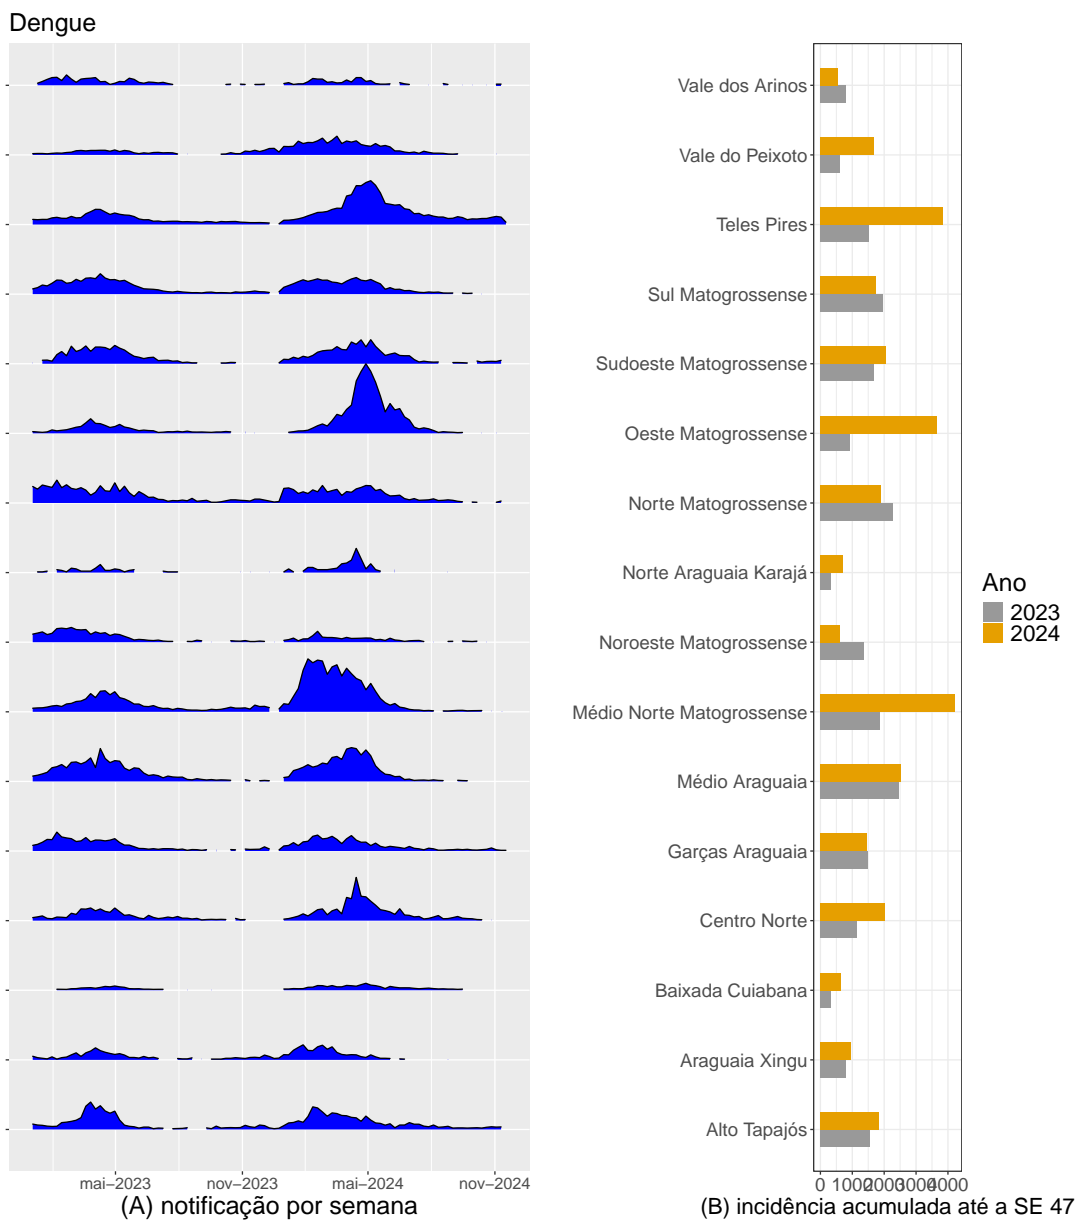 Dengue
Vale dos Arinos
Vale do Peixoto
Teles Pires
Sul Matogrossense
Sudoeste Matogrossense
Oeste Matogrossense
Norte Matogrossense
Norte Araguaia Karajá
Noroeste Matogrossense
Médio Norte Matogrossense
Médio Araguaia
Garças Araguaia
Centro Norte
Baixada Cuiabana
Araguaia Xingu
Alto Tapajós
Ano
2023
2024
mai–2023 nov–2023 mai–2024 nov–2024
0 1000 2000 3000 4000
(A) notificação por semana
(B) incidência acumulada até a SE 47